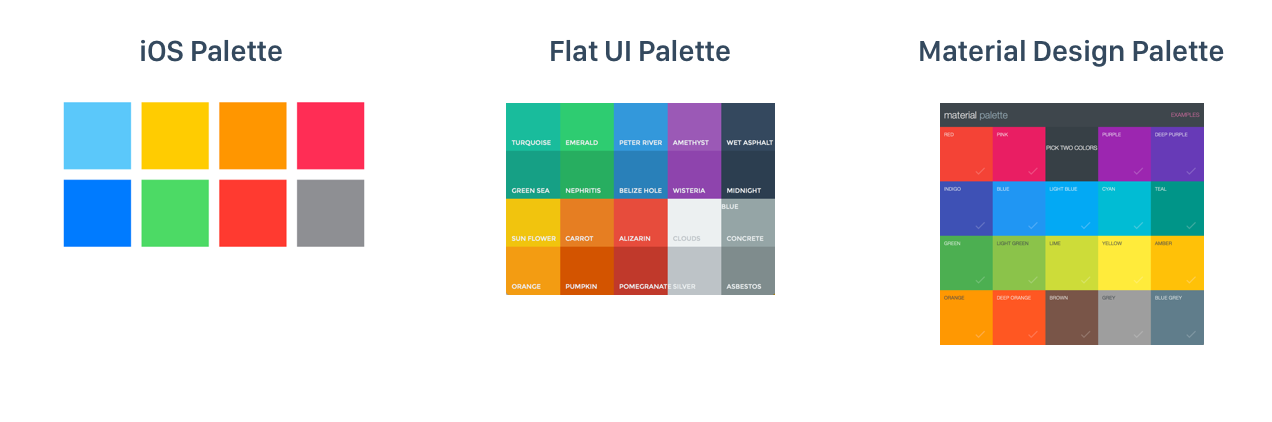 iOS Palette
Flat UI Palette
Material Design Palette
TURQUOISE EMERALD PETER RIVER AMETHYST WET ASPHALT
GREEN SEA NEPHRITIS BELIZE HOLE WISTERIA MIDNIGHT
BLUE
SUN FLOWER CARROT ALIZARIN CLOUDS CONCRETE
ORANGE PUMPKIN POMEGRANATE SILVER ASBESTOS
material palette EXAMPLES
RED PINK PURPLE DEEP PURPLE
PICK TWO COLORS
INDIGO BLUE LIGHT BLUE CYAN TEAL
GREEN LIGHT GREEN LIME YELLOW AMBER
ORANGE DEEP ORANGE BROWN GREY BLUE GREY